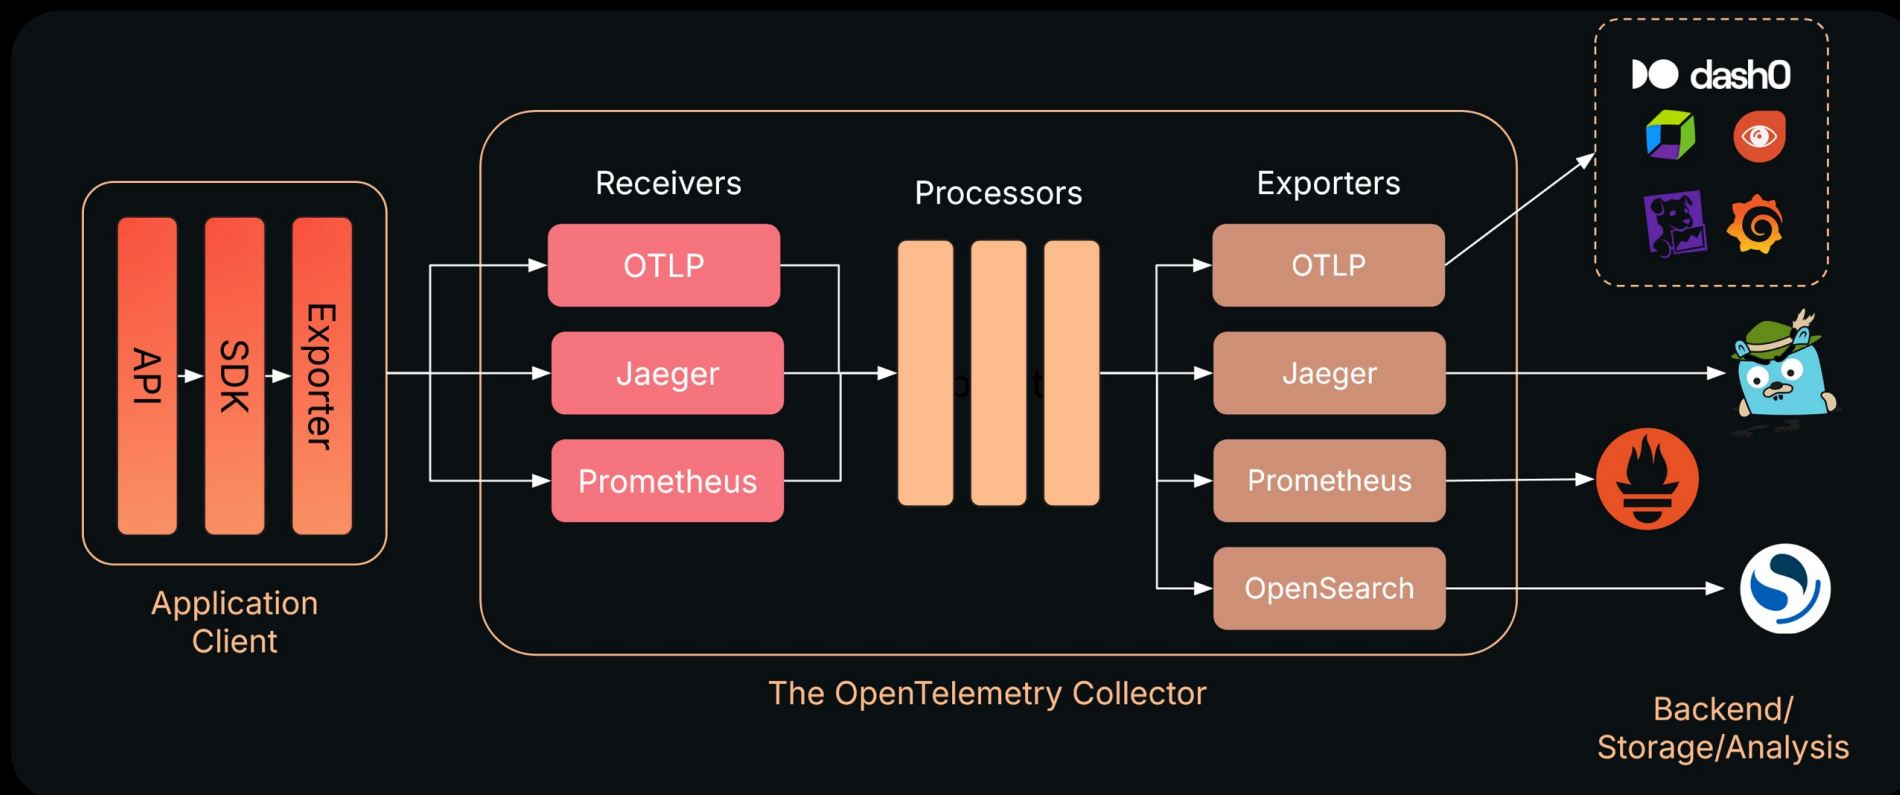 dash0
Receivers
Processors
Exporters
OTLP
Jaeger
Prometheus
OTLP
Jaeger
Prometheus
OpenSearch
API
SDK
Exporter
Application
Client
The OpenTelemetry Collector
Backend/
Storage/Analysis